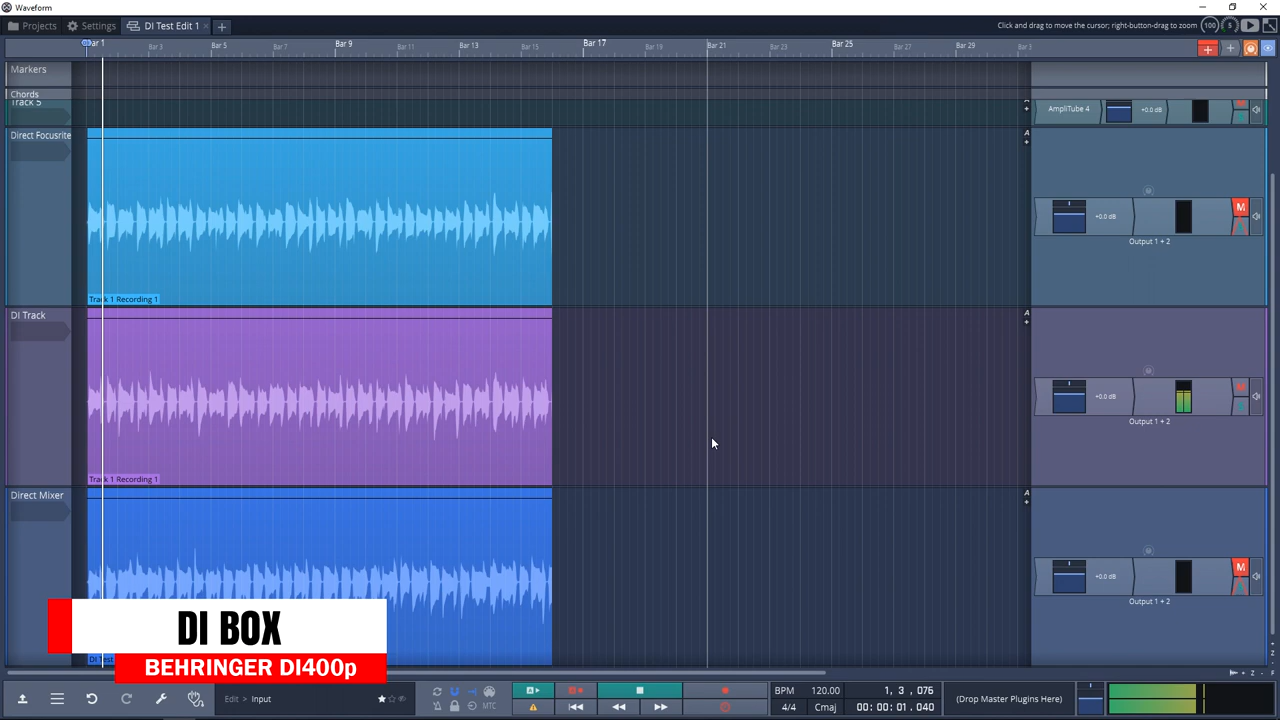 Waveform
Projects
Settings
DI Test Edit 1
Click and drag to move the cursor; right-button-drag to zoom
100
5
Bar 1
Bar 3
Bar 5
Bar 7
Bar 9
Bar 11
Bar 13
Bar 15
Bar 17
Bar 19
Bar 21
Bar 23
Bar 25
Bar 27
Bar 29
Bar 3
Markers
Chords
Track 5
AmpliTube 4
+0.0 dB
M
Direct Focusrite
A
+0.0 dB
M
Output 1 + 2
Track 1 Recording 1
DI Track
A
+0.0 dB
M
Output 1 + 2
Track 1 Recording 1
Direct Mixer
A
+0.0 dB
M
Output 1 + 2
DI Test
DI BOX
BEHRINGER DI400p
Edit > Input
MTC
A
BPM 120.00
1, 3, 076
4/4 Cmaj
00: 00: 01 .040
(Drop Master Plugins Here)